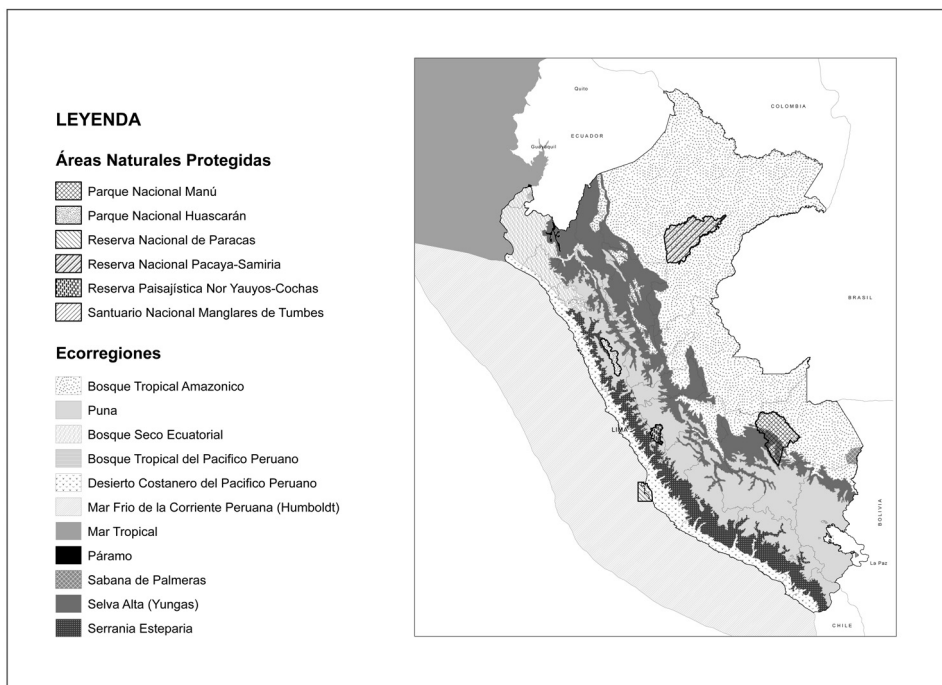 LEYENDA
Áreas Naturales Protegidas
Parque Nacional Manú
Parque Nacional Huascarán
Reserva Nacional de Paracas
Reserva Nacional Pacaya-Samiria
Reserva Paisajística Nor Yauyos-Cochas
Santuario Nacional Manglares de Tumbes
Ecorregiones
Bosque Tropical Amazonico
Puna
Bosque Seco Ecuatorial
Bosque Tropical del Pacifico Peruano
Desierto Costanero del Pacifico Peruano
Mar Frio de la Corriente Peruana (Humboldt)
Mar Tropical
Páramo
Sabana de Palmeras
Selva Alta (Yungas)
Serrania Esteparia
Quito
COLOMBIA
ECUADOR
Guayaquil
BRASIL
LIMA
BOLIVIA
La Paz
CHILE